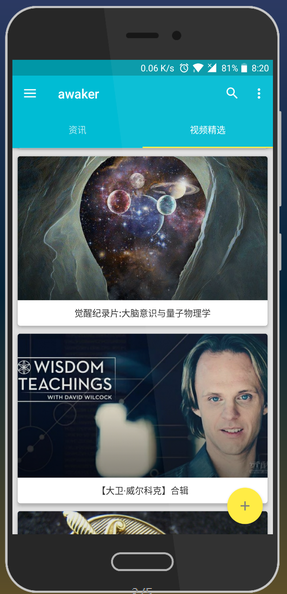 0.06 K/s 81% 8:20
awaker
资讯 视频精选
觉醒纪录片:大脑意识与量子物理学
WISDOM
TEACHINGS
WITH DAVID WILCOCK
【大卫·威尔科克】合辑